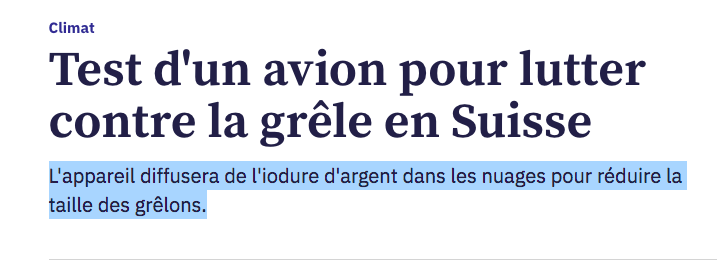 Climat
Test d'un avion pour lutter
contre la grêle en Suisse
L'appareil diffusera de l'iodure d'argent dans les nuages pour réduire la
taille des grêlons.